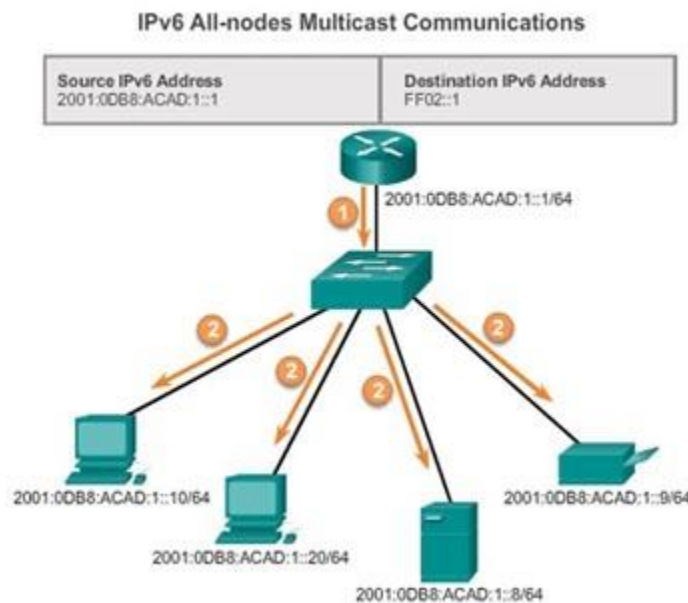 IPv6 All-nodes Multicast Communications
Source IPv6 Address
2001:0DB8:ACAD:1::1
Destination IPv6 Address
FF02::1
2001:0DB8:ACAD:1::1/64
1
2
2
2
2
2001:0DB8:ACAD:1::10/64
2001:0DB8:ACAD:1::20/64
2001:0DB8:ACAD:1::8/64
2001:0DB8:ACAD:1::9/64